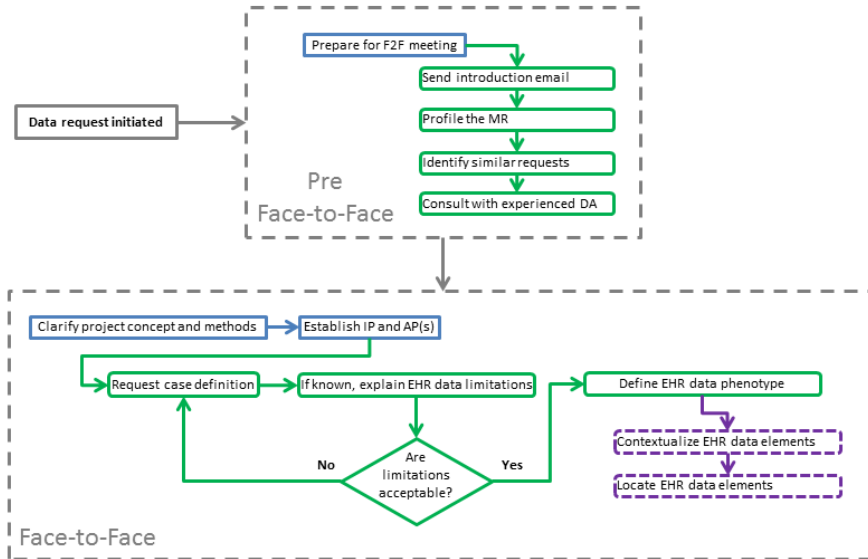 Prepare for F2F meeting
Send introduction email
Data request initiated
Profile the MR
Identify similar requests
Pre
Face-to-Face
Consult with experienced DA
Clarify project concept and methods
Establish IP and AP(s)
Request case definition
If known, explain EHR data limitations
Define EHR data phenotype
Contextualize EHR data elements
No
Are
limitations
acceptable?
Yes
Locate EHR data elements
Face-to-Face